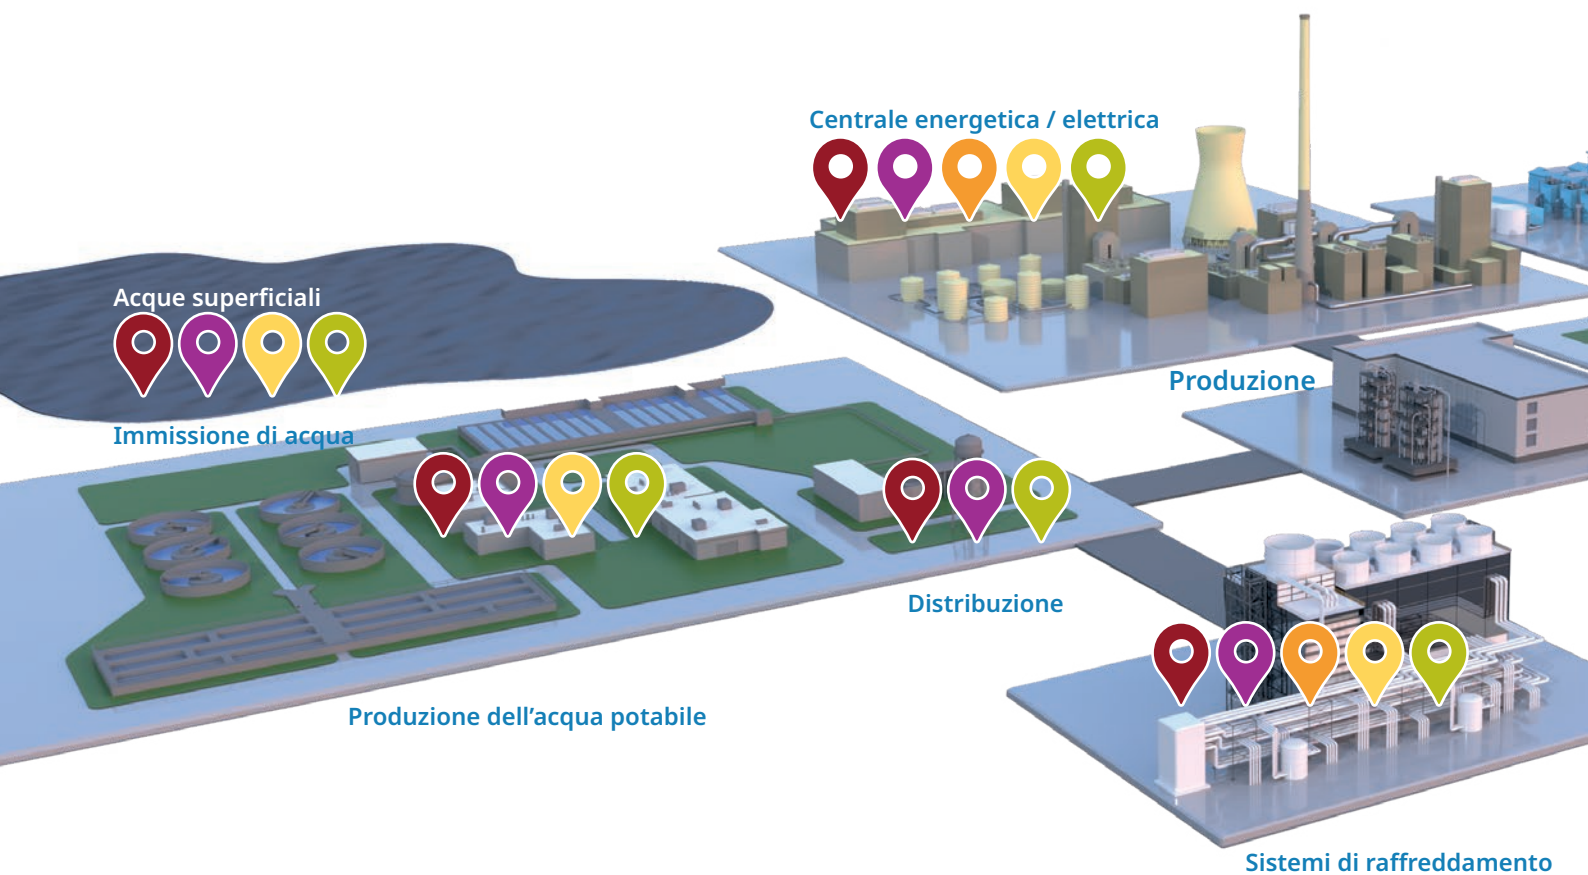 Centrale energetica / elettrica
Acque superficiali
Produzione
Immissione di acqua
Distribuzione
Produzione dell’acqua potabile
Sistemi di raffreddamento